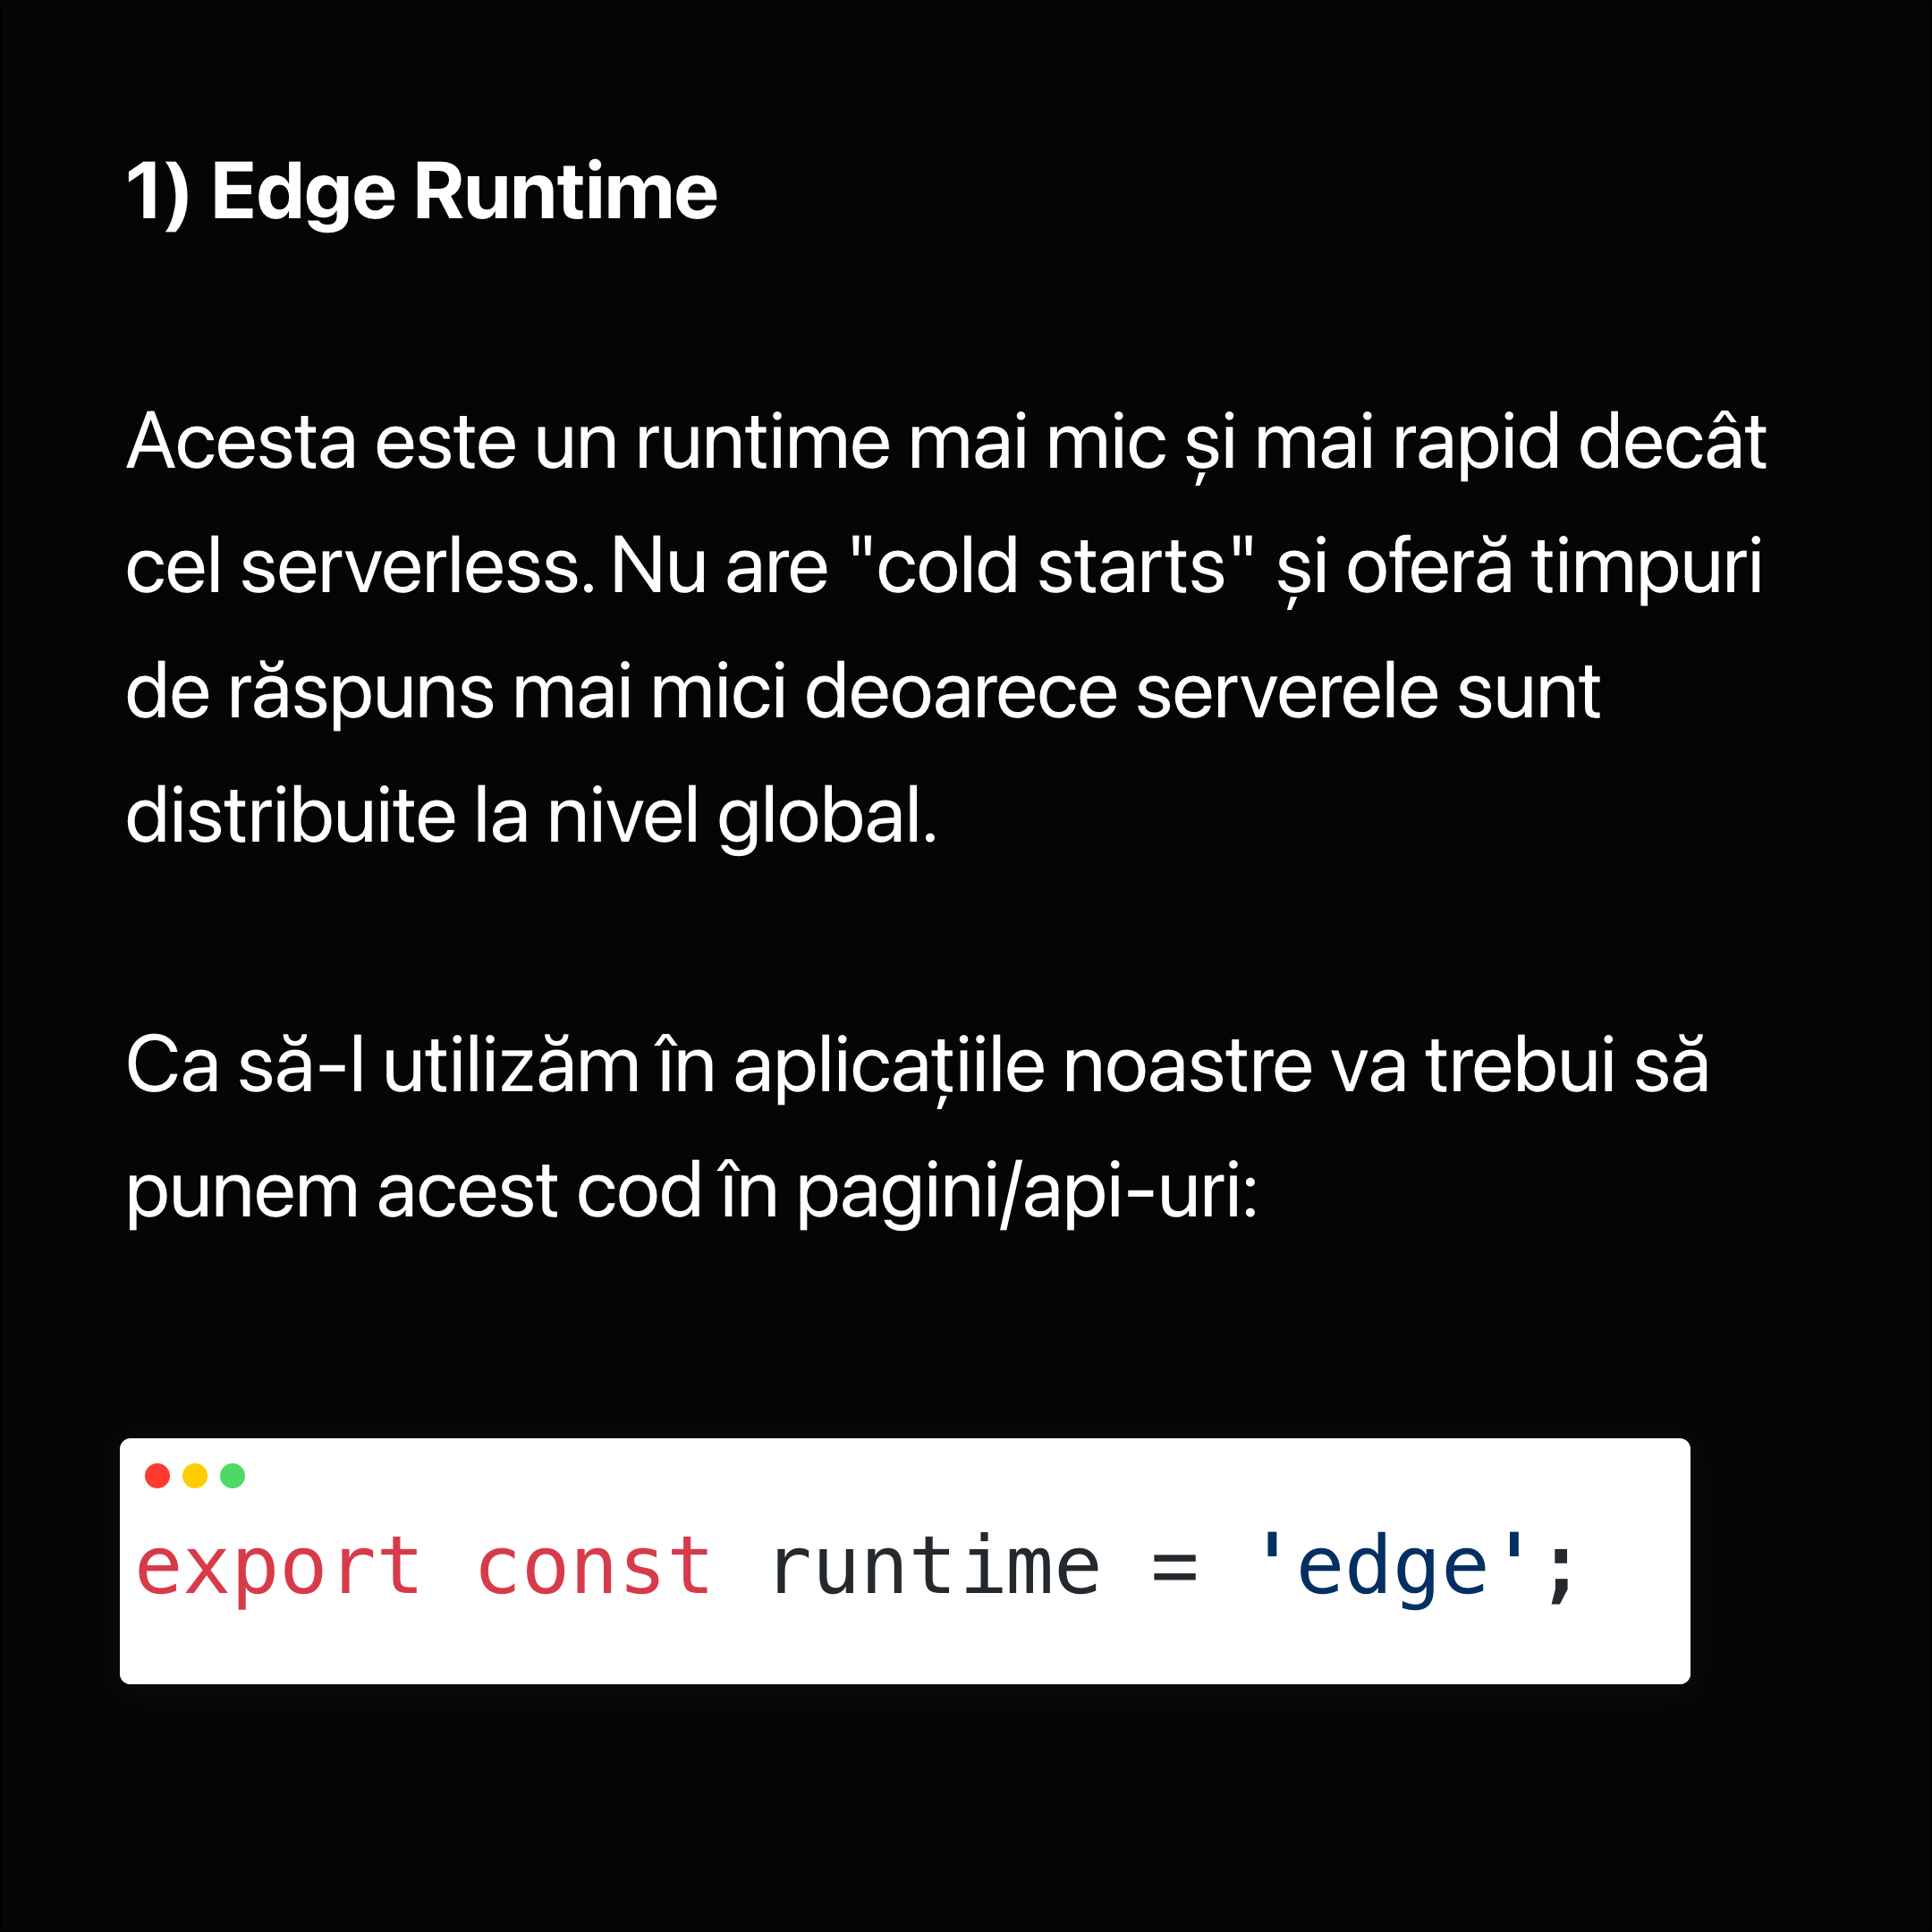 1) Edge Runtime
Acesta este un runtime mai mic și mai rapid decât
cel serverless. Nu are "cold starts" și oferă timpuri
de răspuns mai mici deoarece serverele sunt
distribuite la nivel global.
Ca să-l utilizăm în aplicațiile noastre va trebui să
punem acest cod în pagini/api-uri:
export const runtime = 'edge';